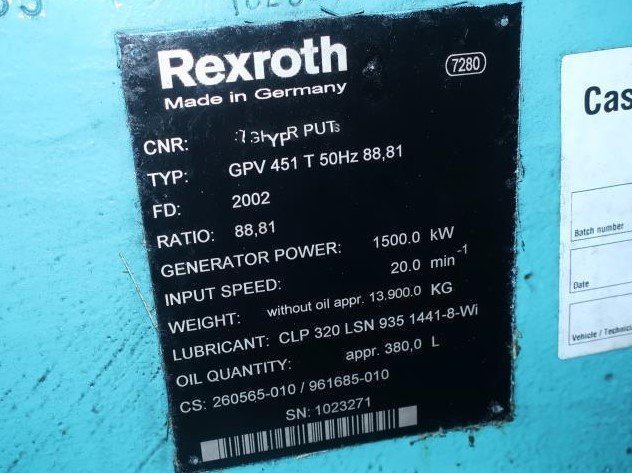 Rexroth
7280
Made in Germany
CNR:
TYP: GPV 451 T 50Hz 88,81
FD: 2002
RATIO: 88,81
GENERATOR POWER: 1500.0 kW
INPUT SPEED: 20.0 min⁻¹
WEIGHT: without oil appr. 13.900,0 KG
LUBRICANT: CLP 320 LSN 935 1441-8-Wi
OIL QUANTITY: appr. 380,0 L
CS: 260565-010 / 961685-010
SN: 1023271
Cas
Batch number
Date
Vehicle / Technic